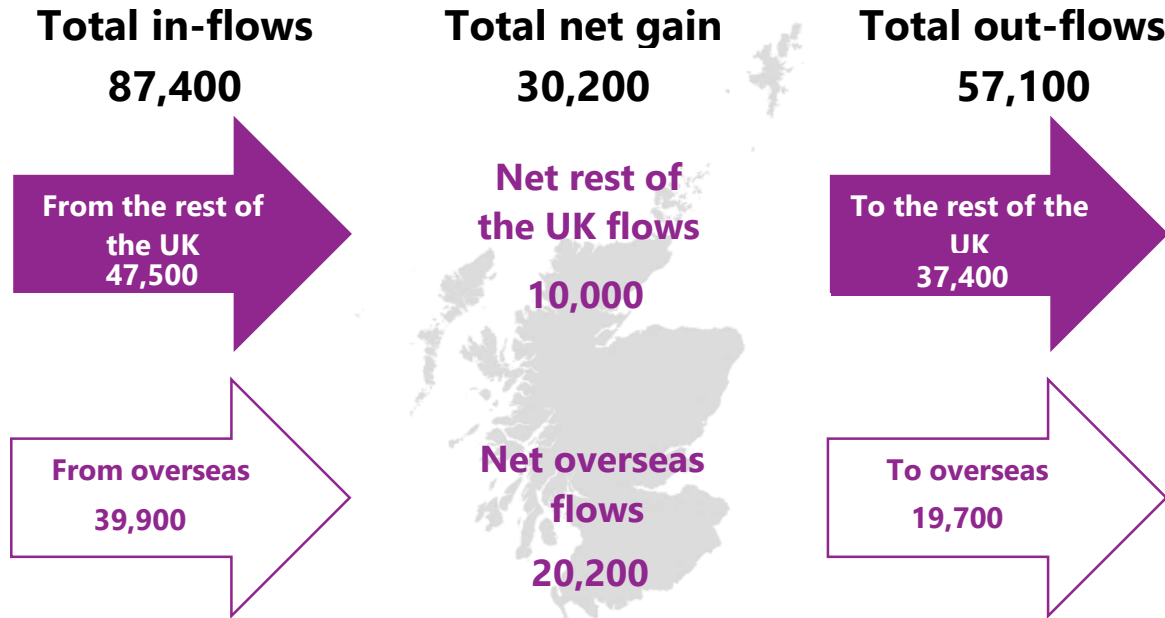 Total in-flows
87,400
Total net gain
30,200
Total out-flows
57,100
From the rest of
the UK
47,500
Net rest of
the UK flows
10,000
To the rest of the
UK
37,400
From overseas
39,900
Net overseas
flows
20,200
To overseas
19,700